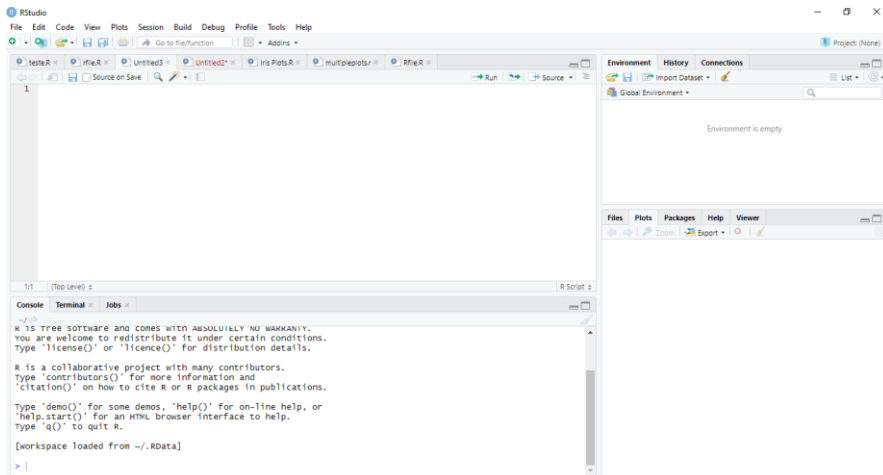 RStudio
File Edit Code View Plots Session Build Debug Profile Tools Help
Go to file/function Addins Project: (None)
teste.R rfile.R Untitled3 Untitled2* Iris Plots.R multipleplots.r Rfile.R
Source on Save Run Source
1
1:1 (Top Level) R Script
Console Terminal Jobs
~/
R is free software and comes with ABSOLUTELY NO WARRANTY.
You are welcome to redistribute it under certain conditions.
Type 'license()' or 'licence()' for distribution details.
R is a collaborative project with many contributors.
Type 'contributors()' for more information and
'citation()' on how to cite R or R packages in publications.
Type 'demo()' for some demos, 'help()' for on-line help, or
'help.start()' for an HTML browser interface to help.
Type 'q()' to quit R.
[Workspace loaded from ~/.RData]
>
Environment History Connections
Import Dataset List
Global Environment
Environment is empty
Files Plots Packages Help Viewer
Zoom Export